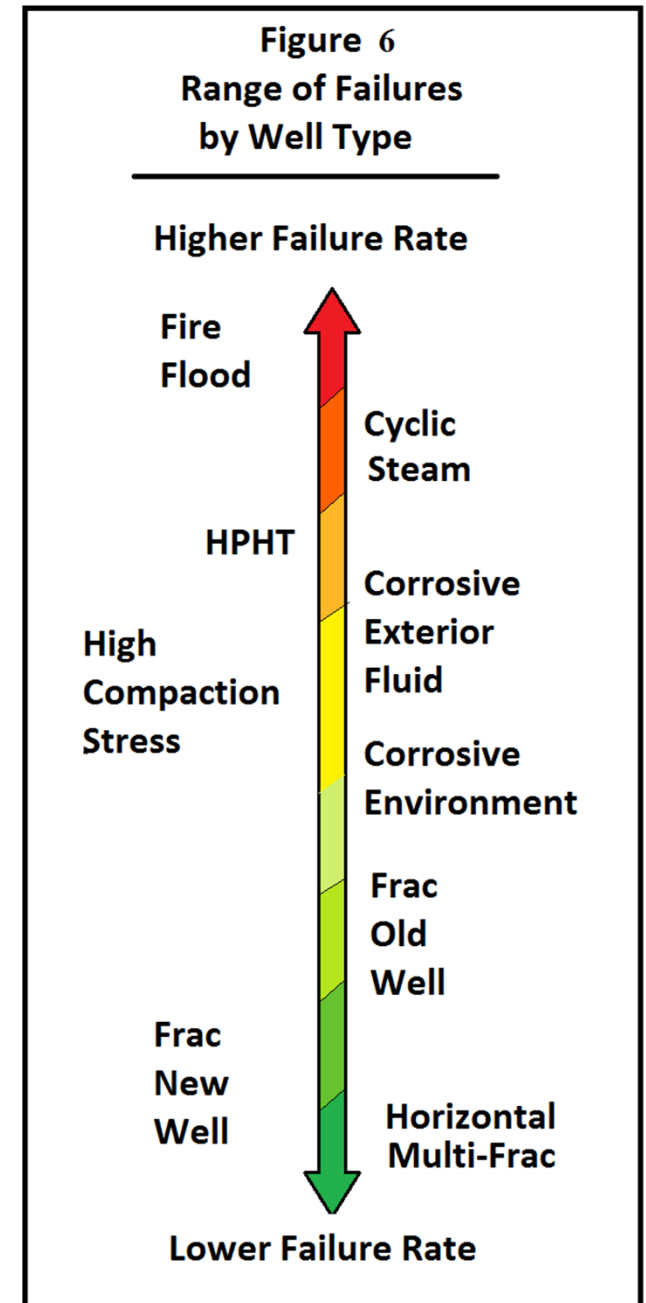 Figure 6
Range of Failures
by Well Type
Higher Failure Rate
Fire
Flood
Cyclic
Steam
HPHT
Corrosive
Exterior
Fluid
High
Compaction
Stress
Corrosive
Environment
Frac
Old
Well
Frac
New
Well
Horizontal
Multi-Frac
Lower Failure Rate